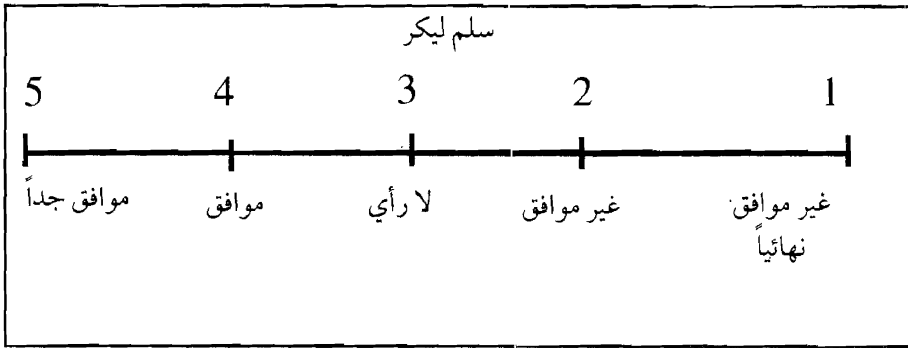 سلم ليكر
5 4 3 2 1
موافق جداً موافق لا رأي غير موافق غير موافق
نهائياً